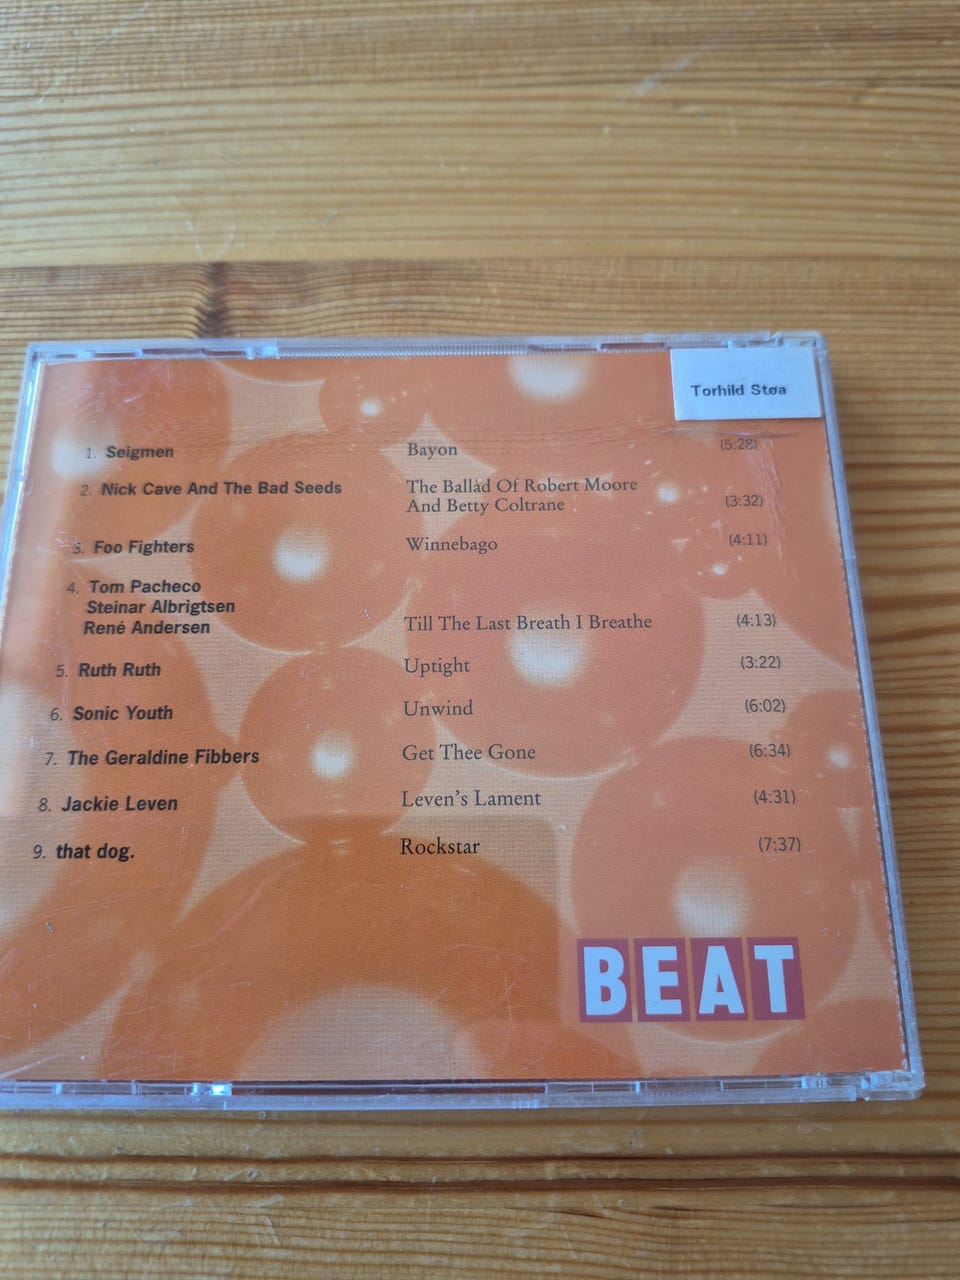 Torhild Støa
1. Seigmen Bayon (5:28)
2. Nick Cave And The Bad Seeds The Ballad Of Robert Moore
And Betty Coltrane (3:32)
3. Foo Fighters Winnebago (4:11)
4. Tom Pacheco
Steinar Albrigtsen
René Andersen Till The Last Breath I Breathe (4:13)
5. Ruth Ruth Uptight (3:22)
6. Sonic Youth Unwind (6:02)
7. The Geraldine Fibbers Get Thee Gone (6:34)
8. Jackie Leven Leven's Lament (4:31)
9. that dog. Rockstar (7:37)
BEAT